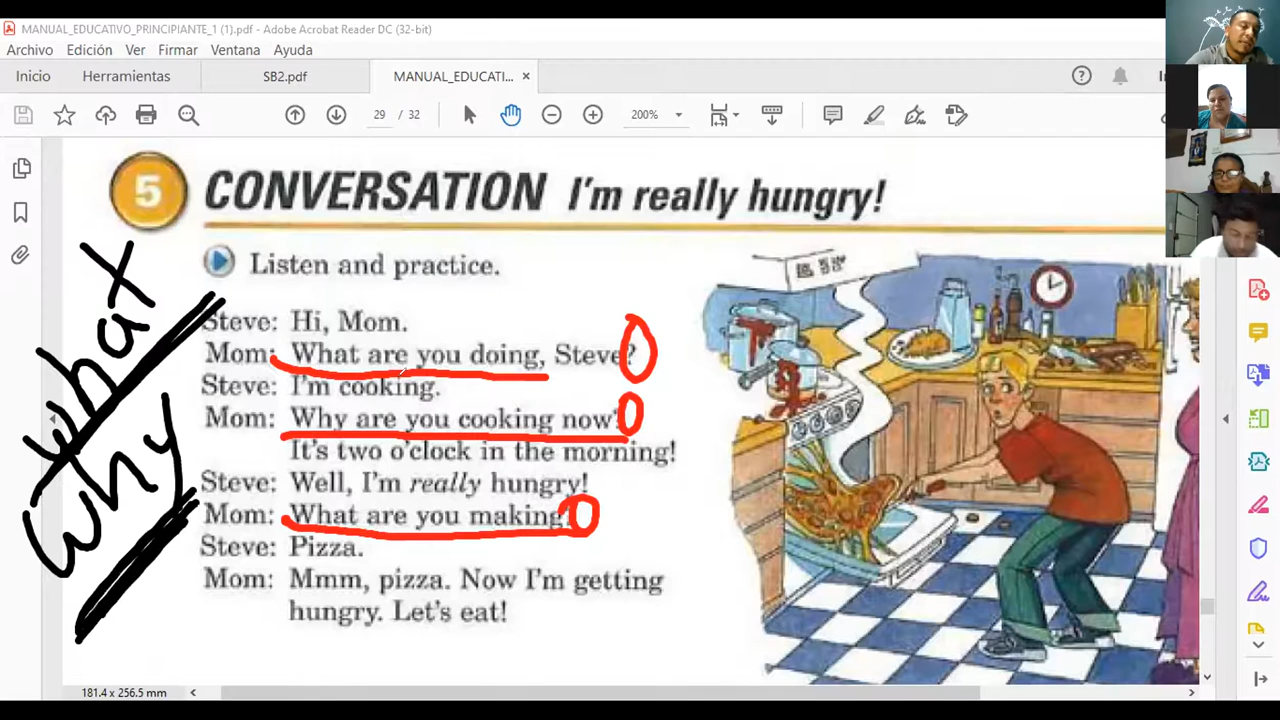 MANUAL_EDUCATIVO_PRINCIPIANTE_1 (1).pdf - Adobe Acrobat Reader DC (32-bit)
Archivo Edición Ver Firmar Ventana Ayuda
Inicio Herramientas SB2.pdf MANUAL_EDUCATI... ×
29 / 32 200%
5 CONVERSATION I'm really hungry!
Listen and practice.
What
Why
Steve: Hi, Mom.
Mom: What are you doing, Steve?
Steve: I'm cooking.
Mom: Why are you cooking now?
It's two o'clock in the morning!
Steve: Well, I'm really hungry!
Mom: What are you making?
Steve: Pizza.
Mom: Mmm, pizza. Now I'm getting
hungry. Let's eat!
181.4 x 256.5 mm